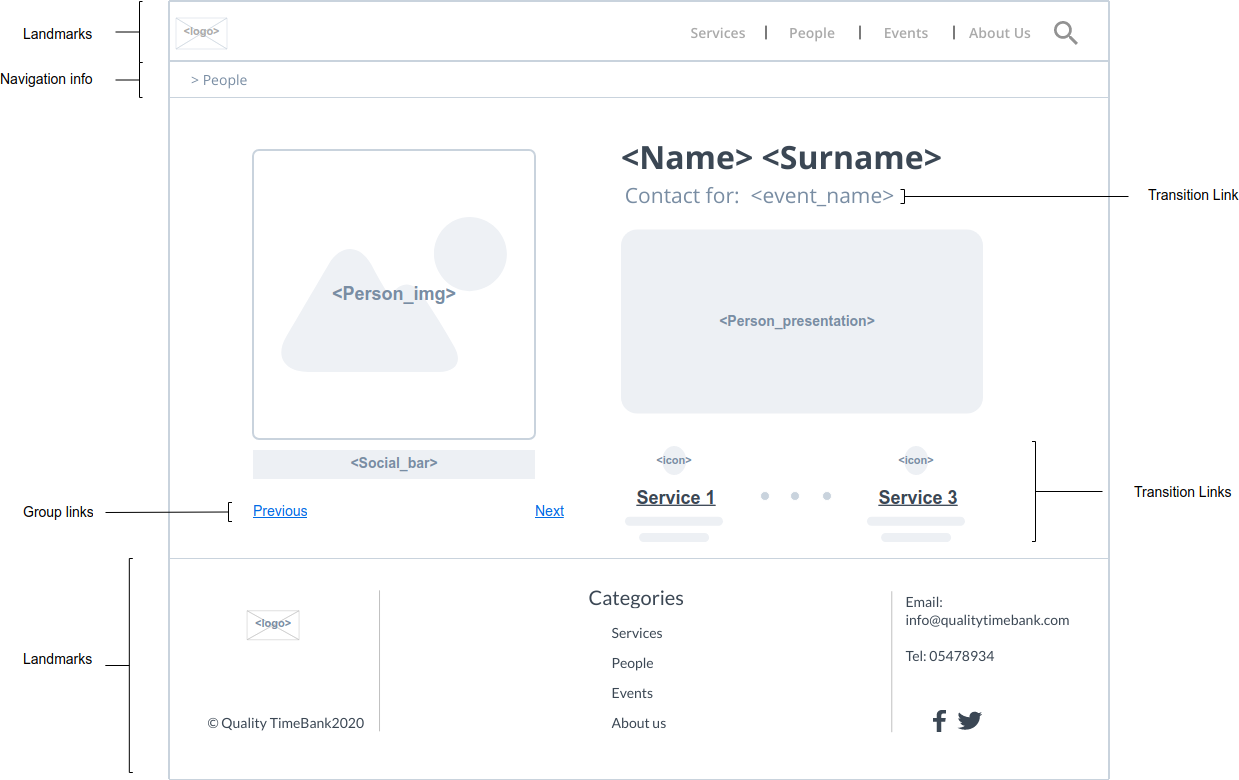 Landmarks
<logo>
Services | People | Events | About Us
Navigation info
> People
<Name> <Surname>
Contact for: <event_name>
Transition Link
<Person_img>
<Person_presentation>
<Social_bar>
<icon>
<icon>
Service 1
Service 3
Transition Links
Group links
Previous
Next
Landmarks
<logo>
© Quality TimeBank2020
Categories
Services
People
Events
About us
Email:
info@qualitytimebank.com
Tel: 05478934